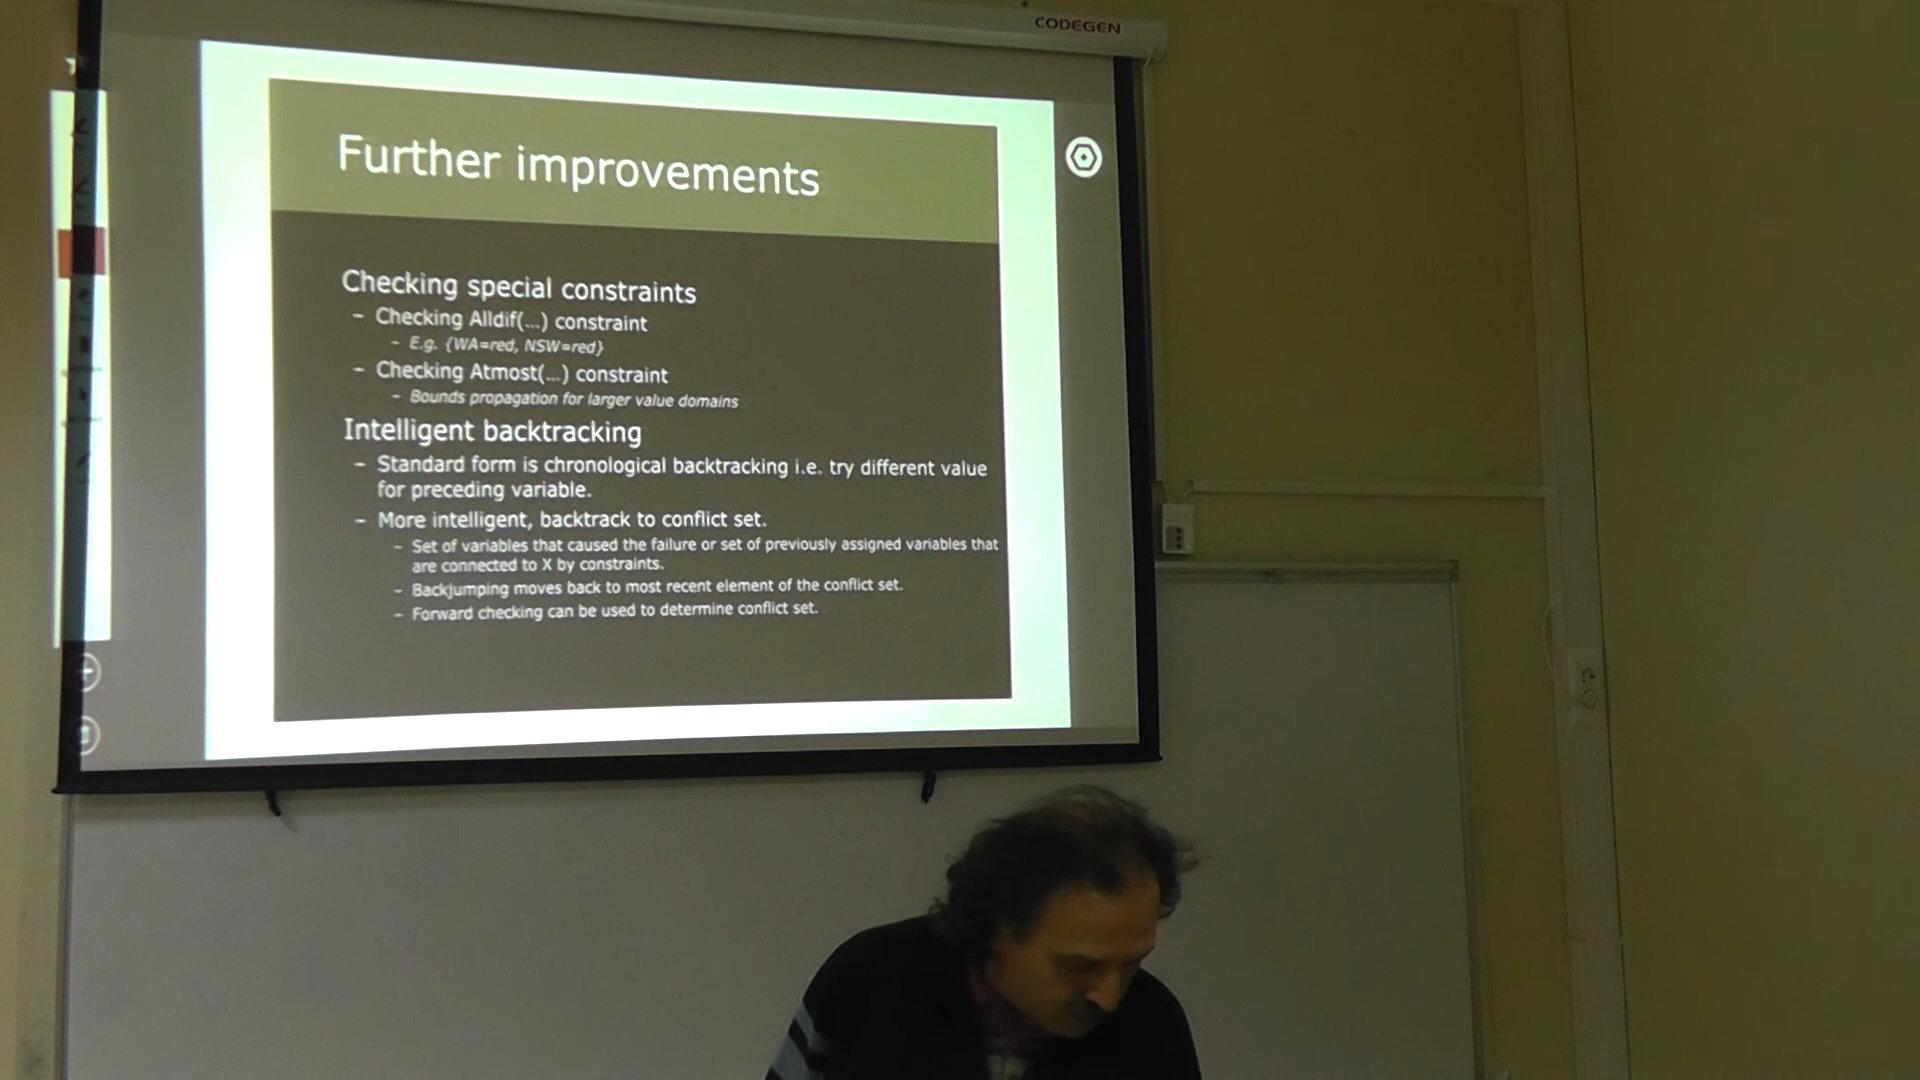 CODEGEN
Further improvements
Checking special constraints
– Checking Alldif(...) constraint
– E.g. {WA=red, NSW=red}
– Checking Atmost(...) constraint
– Bounds propagation for larger value domains
Intelligent backtracking
– Standard form is chronological backtracking i.e. try different value
for preceding variable.
– More intelligent, backtrack to conflict set.
– Set of variables that caused the failure or set of previously assigned variables that
are connected to X by constraints.
– Backjumping moves back to most recent element of the conflict set.
– Forward checking can be used to determine conflict set.